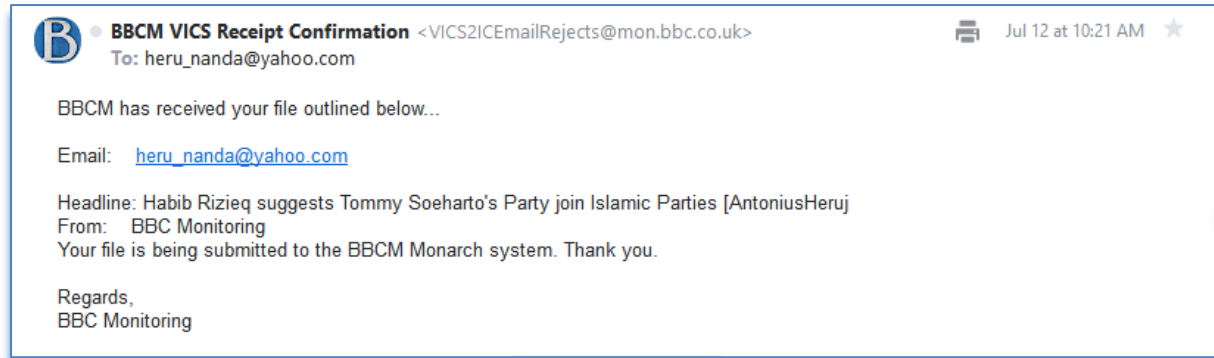 B
BBCM VICS Receipt Confirmation <VICS2ICEmailRejects@mon.bbc.co.uk> Jul 12 at 10:21 AM
To: heru_nanda@yahoo.com
BBCM has received your file outlined below...
Email: heru_nanda@yahoo.com
Headline: Habib Rizieq suggests Tommy Soeharto's Party join Islamic Parties [AntoniusHeruj
From: BBC Monitoring
Your file is being submitted to the BBCM Monarch system. Thank you.
Regards,
BBC Monitoring